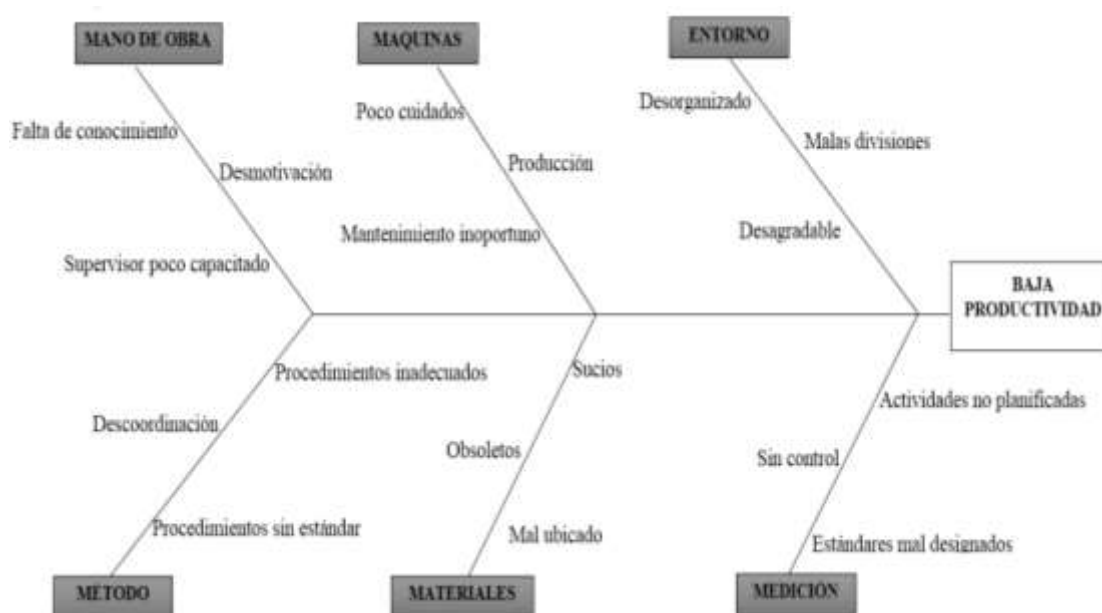 MANO DE OBRA
MAQUINAS
ENTORNO
Poco cuidados
Desorganizado
Falta de conocimiento
Malas divisiones
Desmotivación
Producción
Mantenimiento inoportuno
Desagradable
Supervisor poco capacitado
BAJA
PRODUCTIVIDAD
Procedimientos inadecuados
Sucios
Actividades no planificadas
Descoordinación
Obsoletos
Sin control
Procedimientos sin estándar
Mal ubicado
Estándares mal designados
MÉTODO
MATERIALES
MEDICIÓN